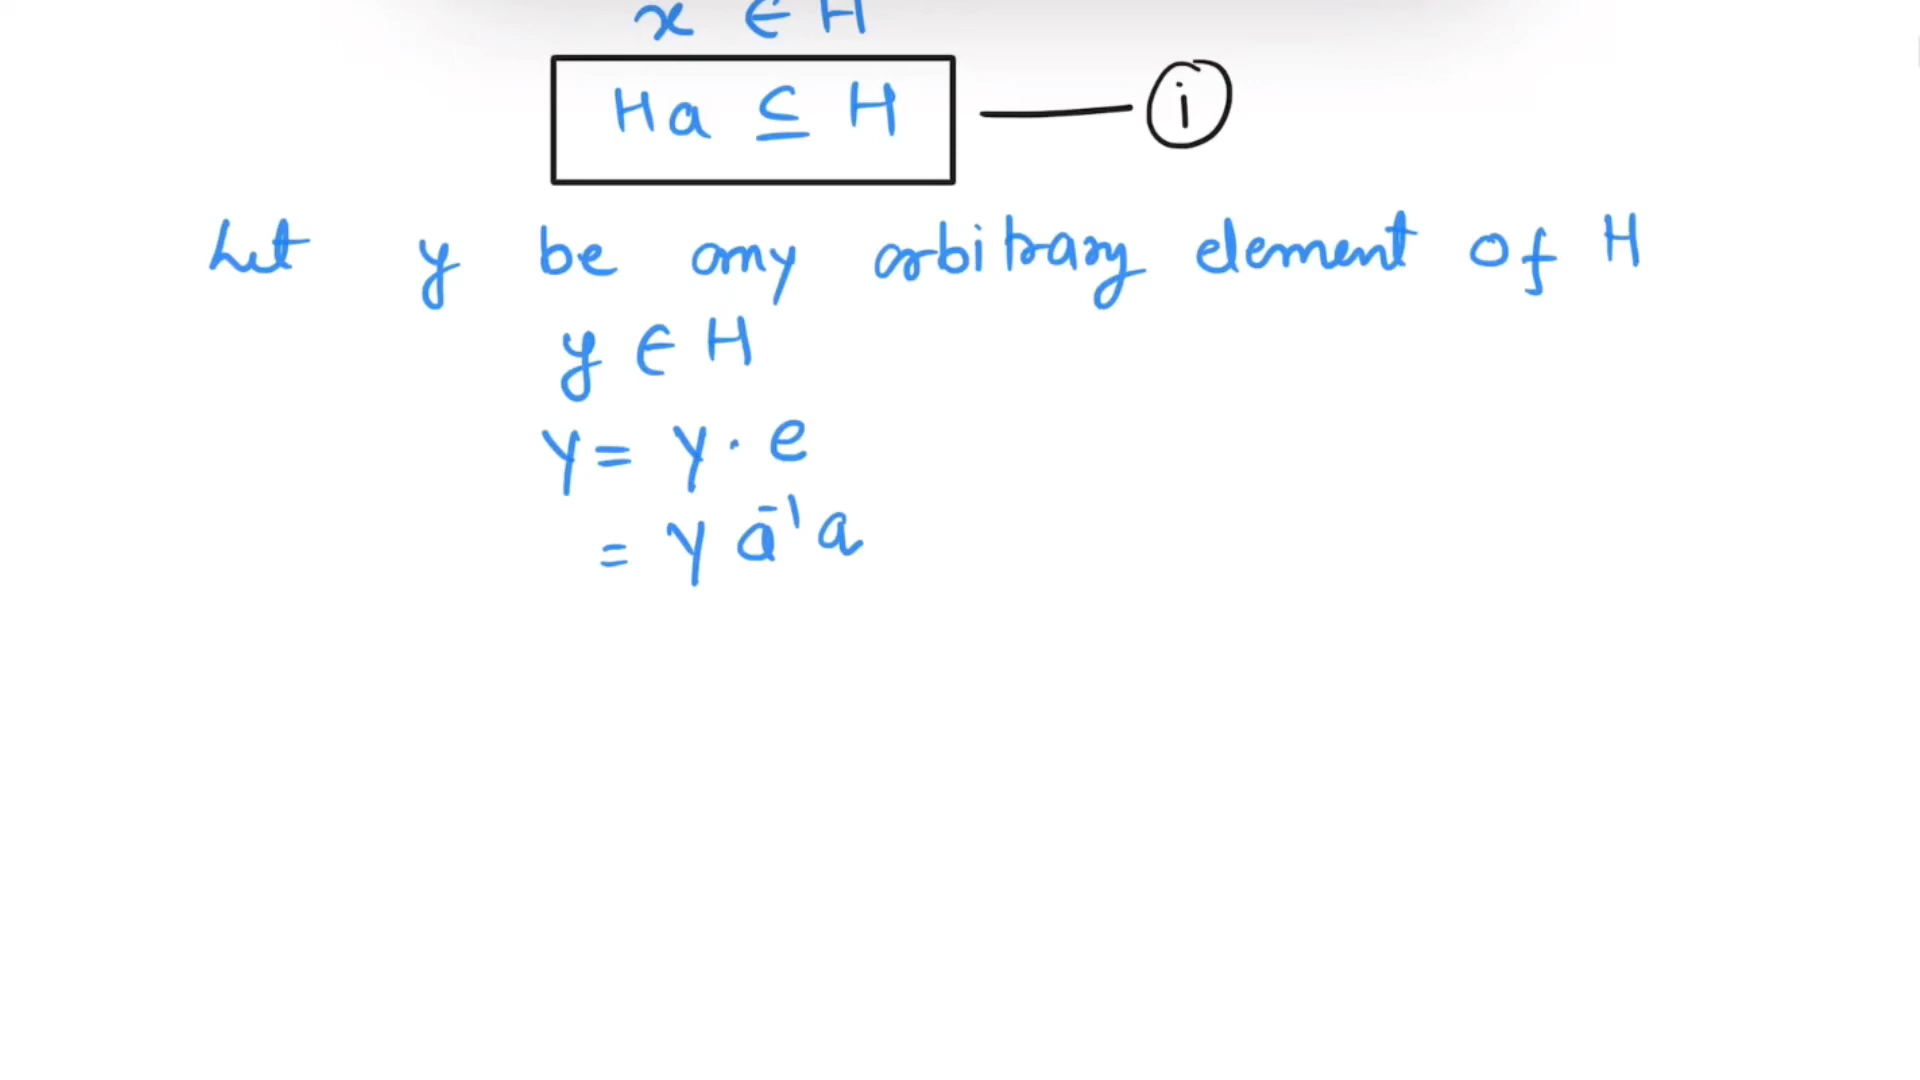 x ∈ H
Ha ⊆ H —— (i)
Let y be any arbitrary element of H
y ∈ H
y = y · e
= y a⁻¹ a